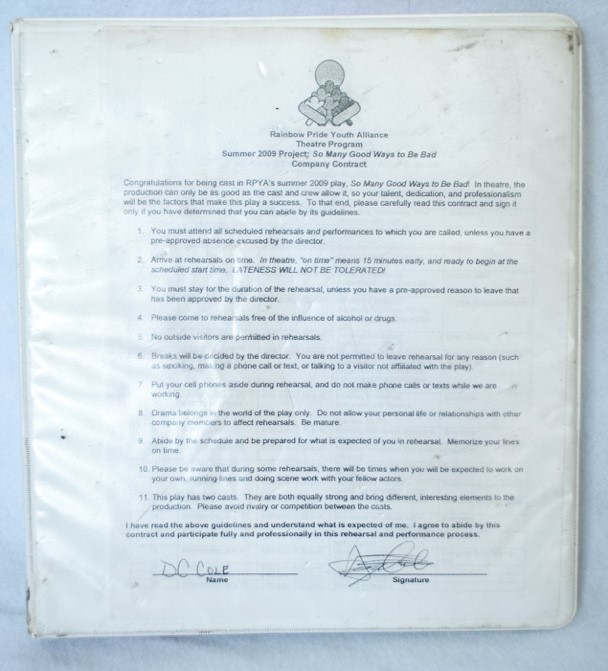 Rainbow Pride Youth Alliance
Theatre Program
Summer 2009 Project; So Many Good Ways to Be Bad
Company Contract
Congratulations for being cast in RPYA's summer 2009 play, So Many Good Ways to Be Bad! In theatre, the
production can only be as good as the cast and crew allow it, so your talent, dedication, and professionalism
will be the factors that make this play a success. To that end, please carefully read this contract and sign it
only if you have determined that you can abide by its guidelines.
1. You must attend all scheduled rehearsals and performances to which you are called, unless you have a
pre-approved absence excused by the director.
2. Arrive at rehearsals on time. In theatre, "on time" means 15 minutes early, and ready to begin at the
scheduled start time. LATENESS WILL NOT BE TOLERATED!
3. You must stay for the duration of the rehearsal, unless you have a pre-approved reason to leave that
has been approved by the director.
4. Please come to rehearsals free of the influence of alcohol or drugs.
5. No outside visitors are permitted in rehearsals.
6. Breaks will be decided by the director. You are not permitted to leave rehearsal for any reason (such
as smoking, making a phone call or text, or talking to a visitor not affiliated with the play).
7. Put your cell phones aside during rehearsal, and do not make phone calls or texts while we are
working.
8. Drama belongs in the world of the play only. Do not allow your personal life or relationships with other
company members to affect rehearsals. Be mature.
9. Abide by the schedule and be prepared for what is expected of you in rehearsal. Memorize your lines
on time.
10. Please be aware that during some rehearsals, there will be times when you will be expected to work on
your own, running lines and doing scene work with your fellow actors.
11. This play has two casts. They are both equally strong and bring different, interesting elements to the
production. Please avoid rivalry or competition between the casts.
I have read the above guidelines and understand what is expected of me. I agree to abide by this
contract and participate fully and professionally in this rehearsal and performance process.
DC COLE
Name Signature